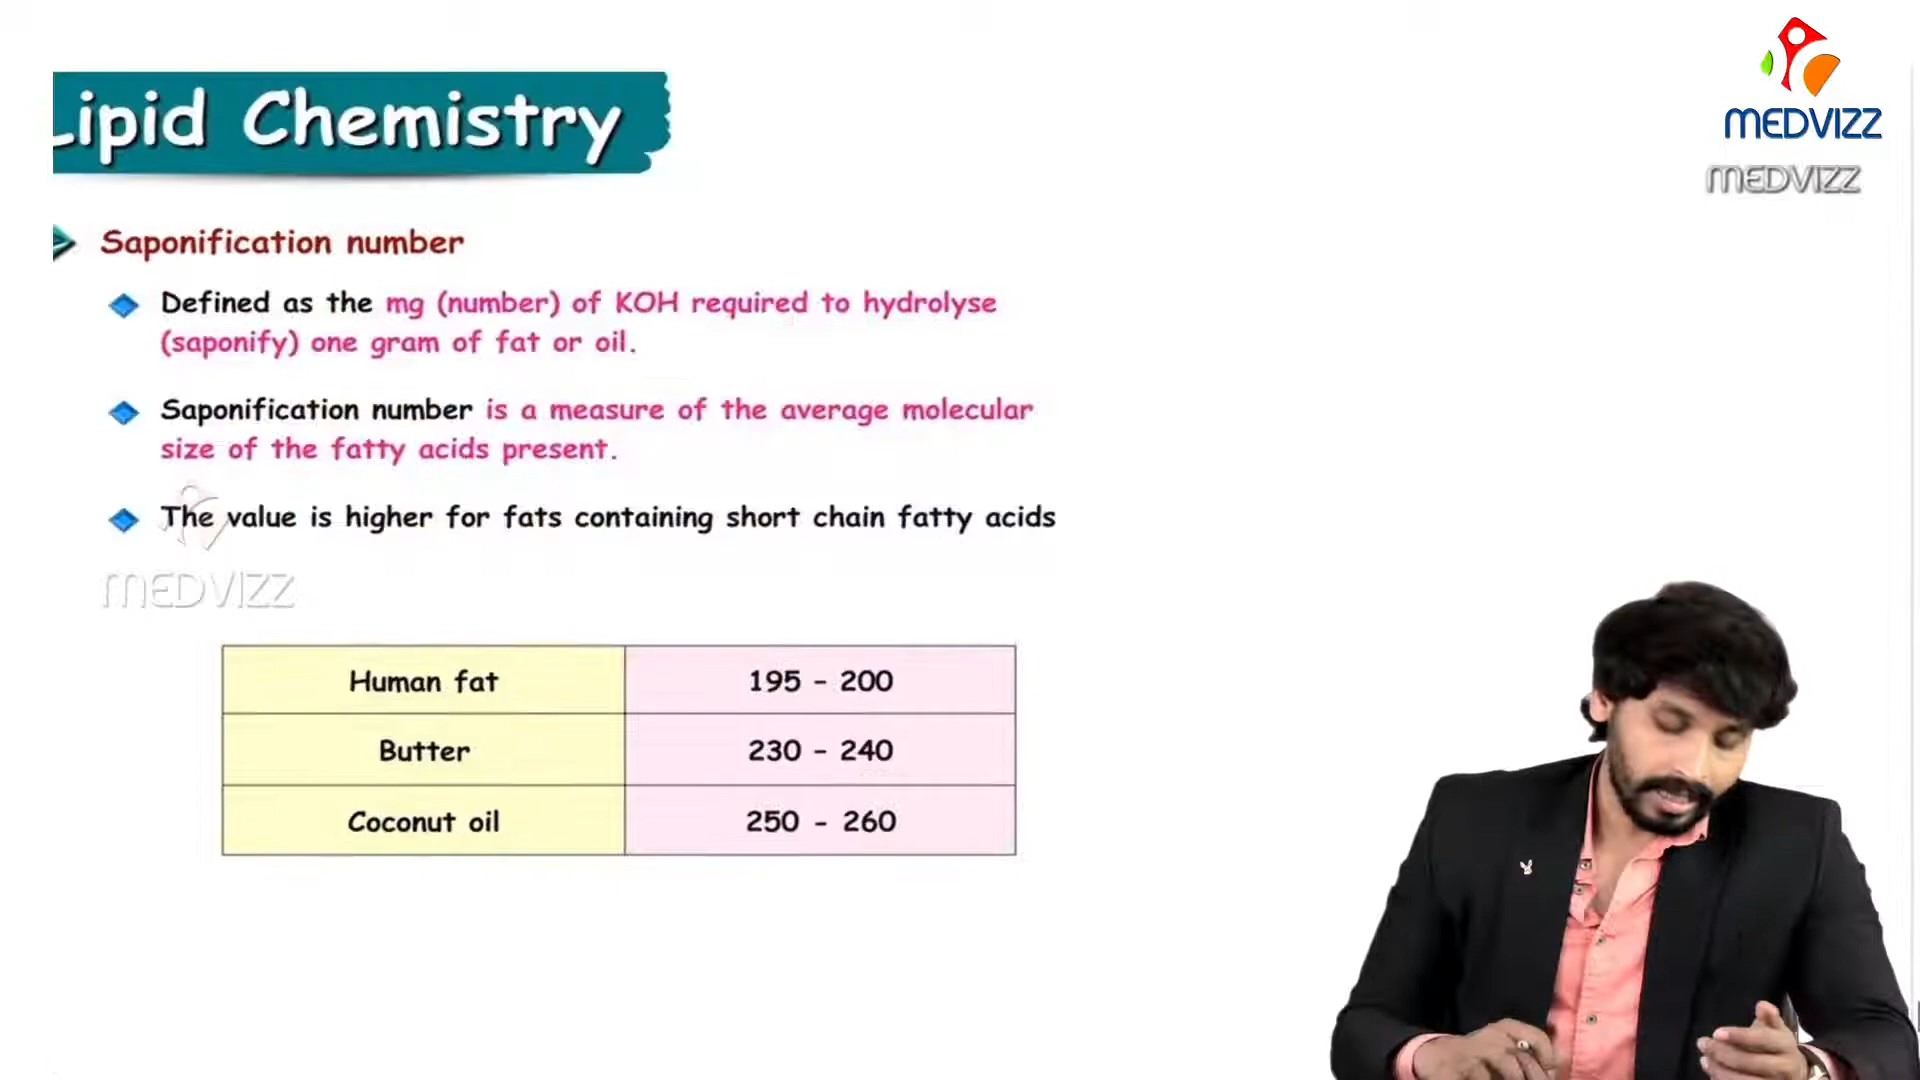 Lipid Chemistry
MEDVIZZ
MEDVIZZ
Saponification number
Defined as the mg (number) of KOH required to hydrolyse
(saponify) one gram of fat or oil.
Saponification number is a measure of the average molecular
size of the fatty acids present.
The value is higher for fats containing short chain fatty acids
MEDVIZZ
Human fat 195 - 200
Butter 230 - 240
Coconut oil 250 - 260